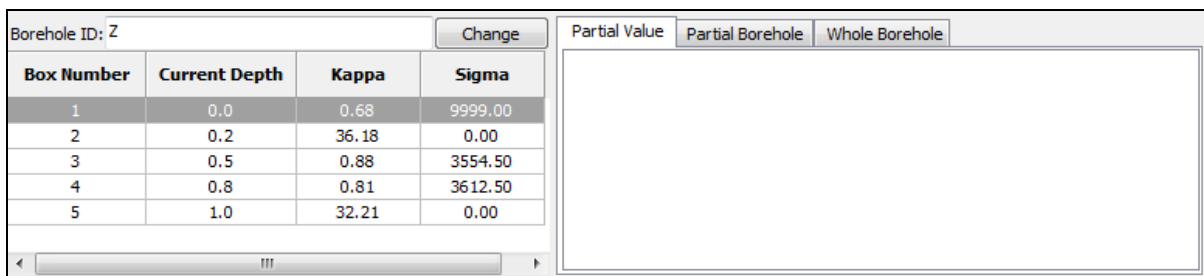 Borehole ID: Z Change Partial Value Partial Borehole Whole Borehole
Box Number Current Depth Kappa Sigma
1 0.0 0.68 9999.00
2 0.2 36.18 0.00
3 0.5 0.88 3554.50
4 0.8 0.81 3612.50
5 1.0 32.21 0.00